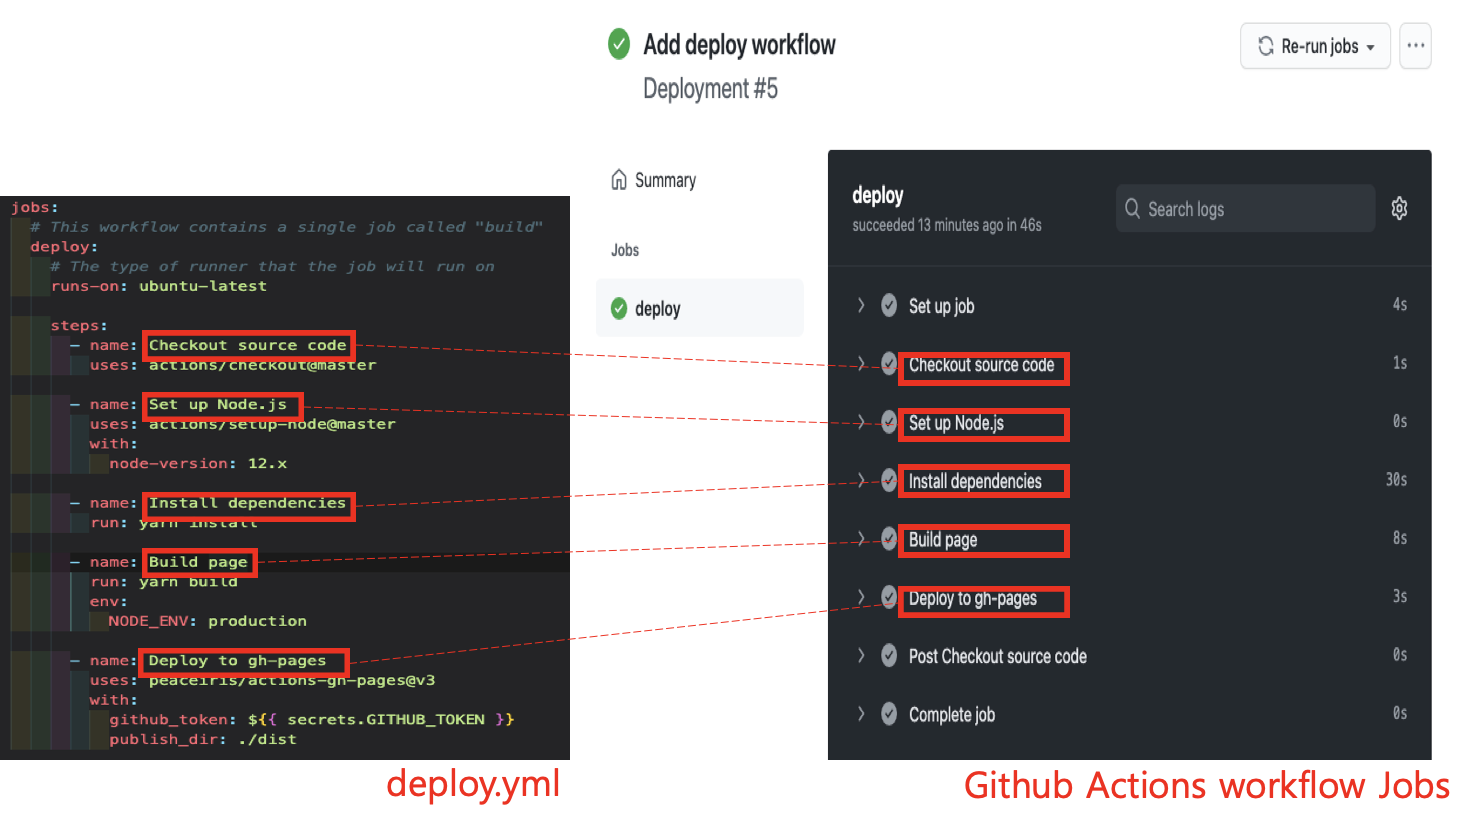 Add deploy workflow
Deployment #5
Re-run jobs
Summary
Jobs
deploy
jobs:
# This workflow contains a single job called "build"
deploy:
# The type of runner that the job will run on
runs-on: ubuntu-latest
steps:
- name: Checkout source code
uses: actions/checkout@master
- name: Set up Node.js
uses: actions/setup-node@master
with:
node-version: 12.x
- name: Install dependencies
run: yarn install
- name: Build page
run: yarn build
env:
NODE_ENV: production
- name: Deploy to gh-pages
uses: peaceiris/actions-gh-pages@v3
with:
github_token: ${{ secrets.GITHUB_TOKEN }}
publish_dir: ./dist
deploy.yml
deploy
succeeded 13 minutes ago in 46s
Search logs
Set up job 4s
Checkout source code 1s
Set up Node.js 0s
Install dependencies 30s
Build page 8s
Deploy to gh-pages 3s
Post Checkout source code 0s
Complete job 0s
Github Actions workflow Jobs